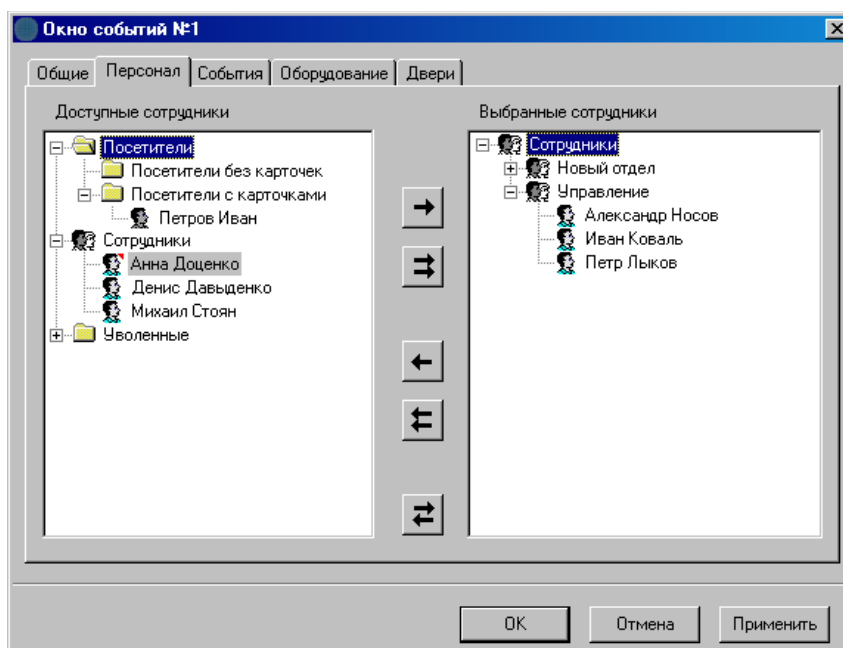 Окно событий №1
Общие Персонал События Оборудование Двери
Доступные сотрудники
Посетители
Посетители без карточек
Посетители с карточками
Петров Иван
Сотрудники
Анна Доценко
Денис Давыденко
Михаил Стоян
Уволенные
Выбранные сотрудники
Сотрудники
Новый отдел
Управление
Александр Носов
Иван Коваль
Петр Лыков
OK Отмена Применить